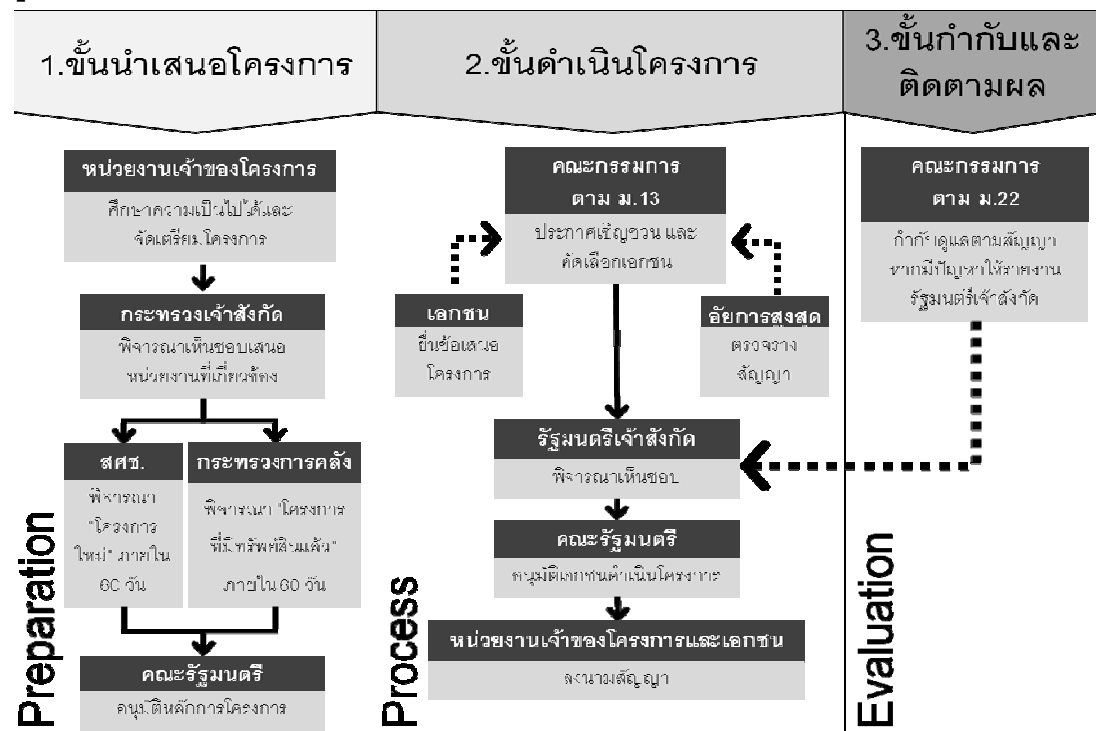 1.ขั้นนำเสนอโครงการ
หน่วยงานเจ้าของโครงการ
ศึกษาความเป็นไปได้และ
จัดเตรียมโครงการ
กระทรวงเจ้าสังกัด
พิจารณาเห็นชอบเสนอ
หน่วยงานที่เกี่ยวข้อง
สศช.
พิจารณา
"โครงการ
ใหม่" ภายใน
60 วัน
กระทรวงการคลัง
พิจารณา "โครงการ
ที่มีทรัพย์สินแล้ว"
ภายใน 60 วัน
คณะรัฐมนตรี
อนุมัติหลักการโครงการ
Preparation
2.ขั้นดำเนินโครงการ
คณะกรรมการ
ตาม ม.13
ประกาศเชิญชวน และ
คัดเลือกเอกชน
เอกชน
ยื่นข้อเสนอ
โครงการ
อัยการสูงสุด
ตรวจร่าง
สัญญา
รัฐมนตรีเจ้าสังกัด
พิจารณาเห็นชอบ
คณะรัฐมนตรี
อนุมัติเอกชนดำเนินโครงการ
หน่วยงานเจ้าของโครงการและเอกชน
ลงนามสัญญา
Process
3.ขั้นกำกับและ
ติดตามผล
คณะกรรมการ
ตาม ม.22
กำกับดูแลตามสัญญา
หากมีปัญหาให้รายงาน
รัฐมนตรีเจ้าสังกัด
Evaluation